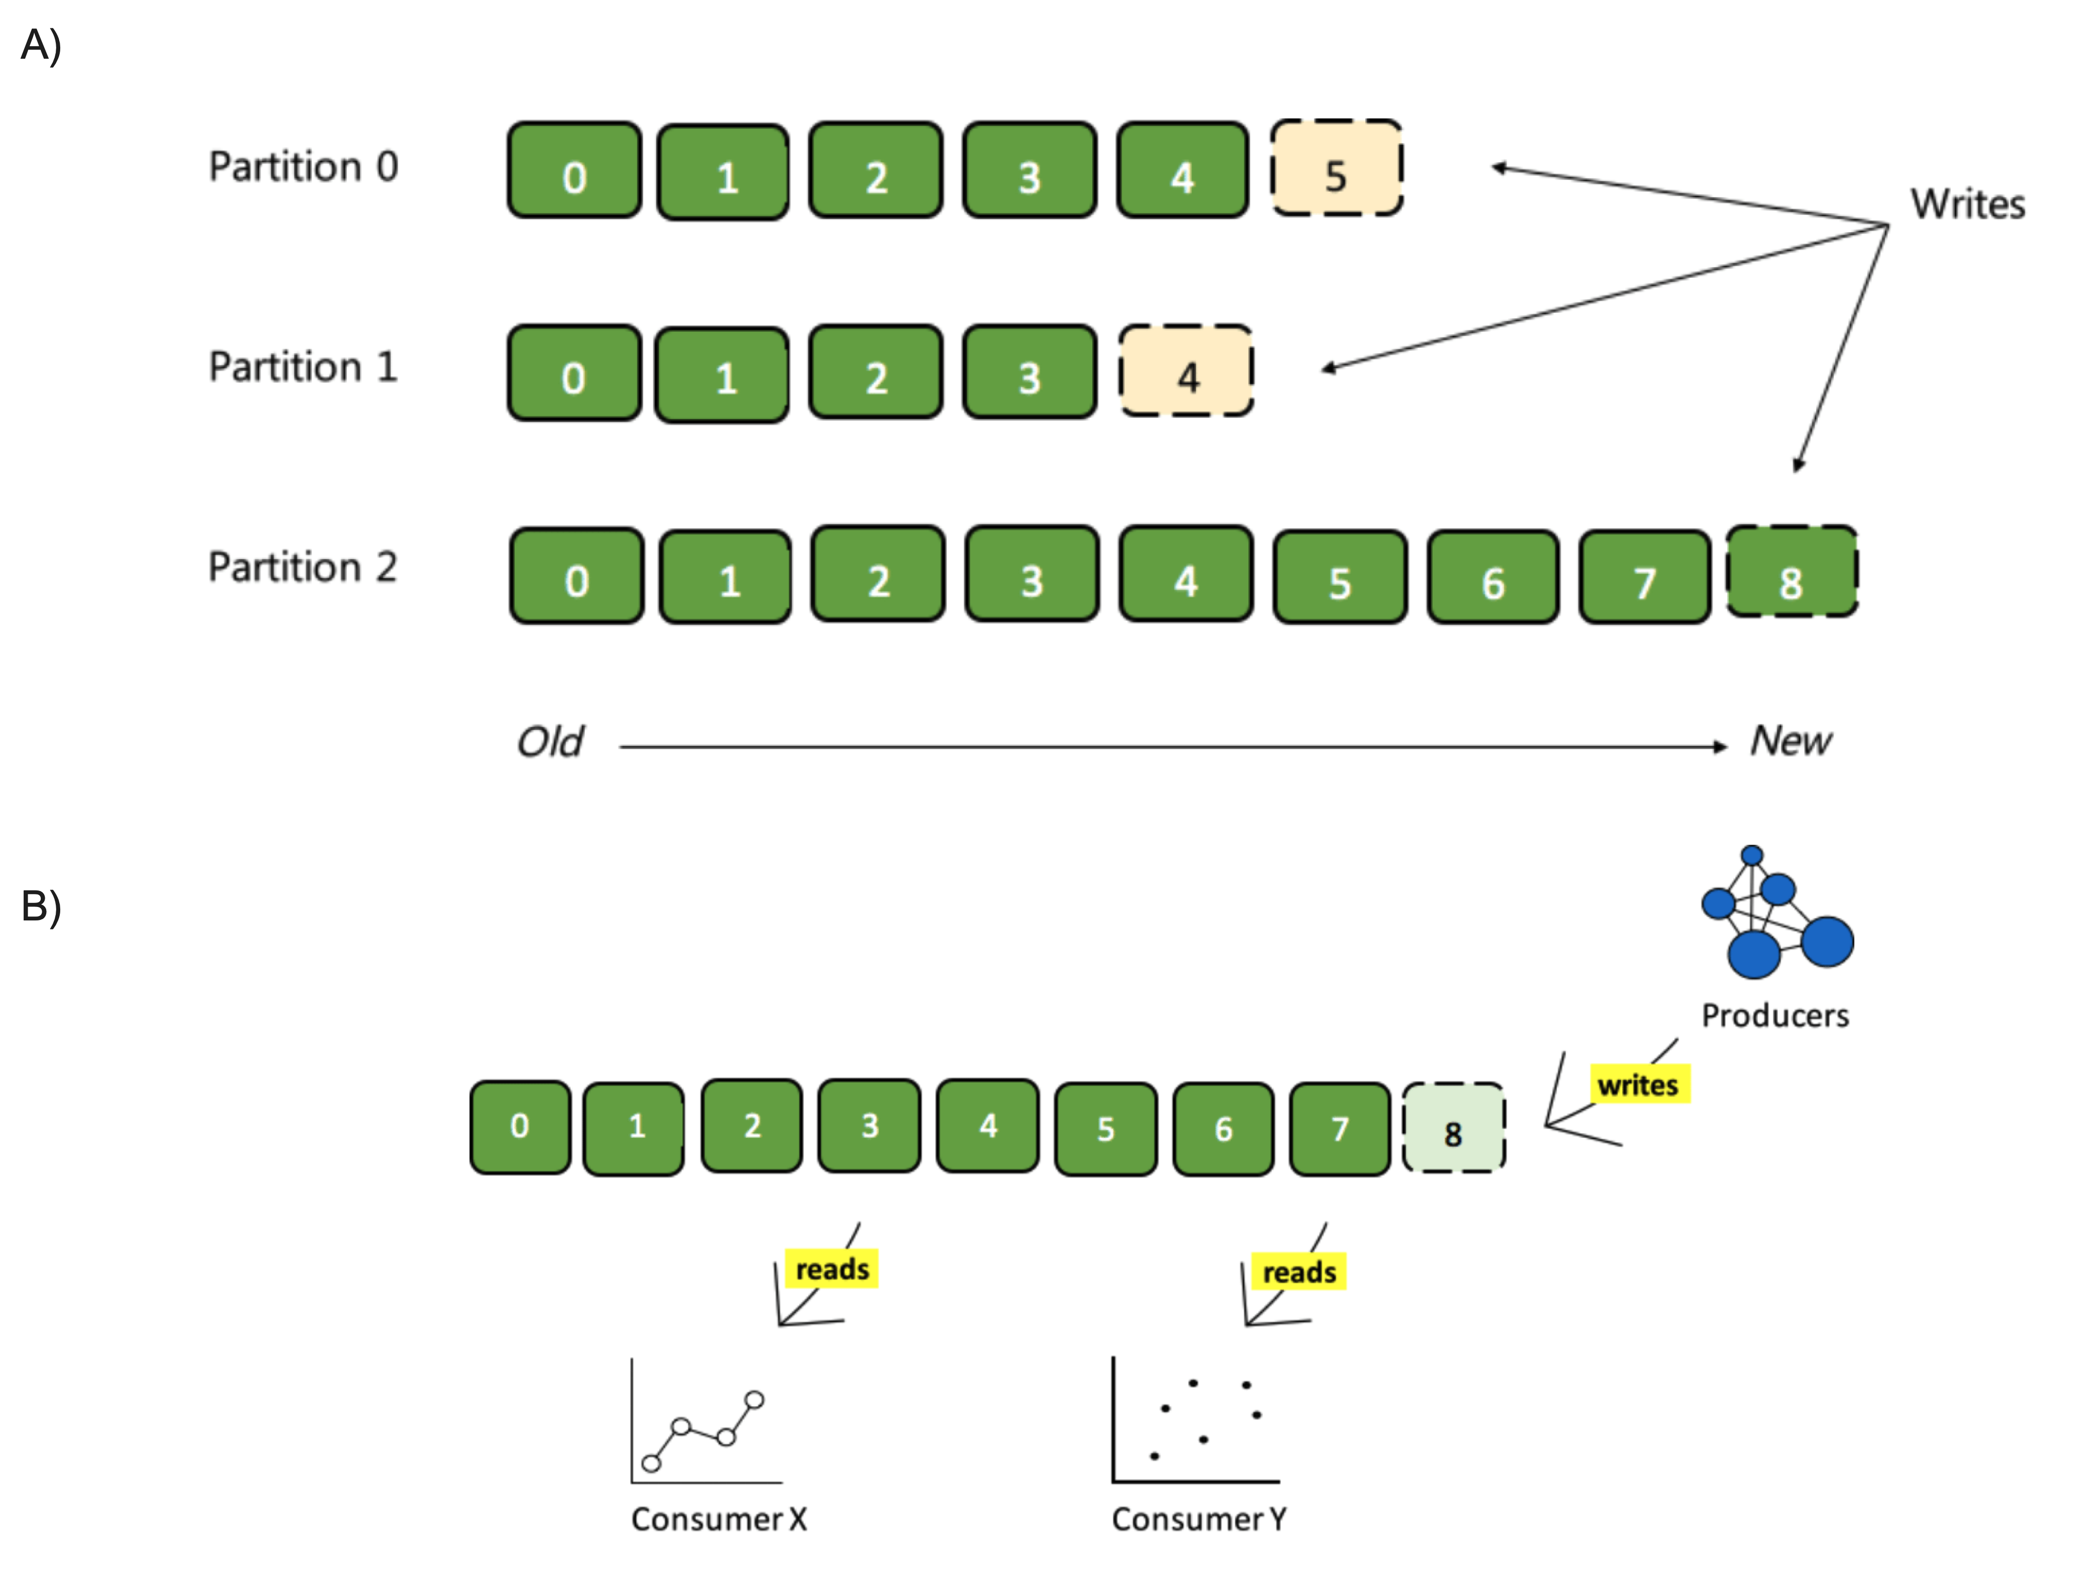 A)
Partition 0 0 1 2 3 4 5
Writes
Partition 1 0 1 2 3 4
Partition 2 0 1 2 3 4 5 6 7 8
Old New
B)
Producers
writes
0 1 2 3 4 5 6 7 8
reads reads
Consumer X Consumer Y